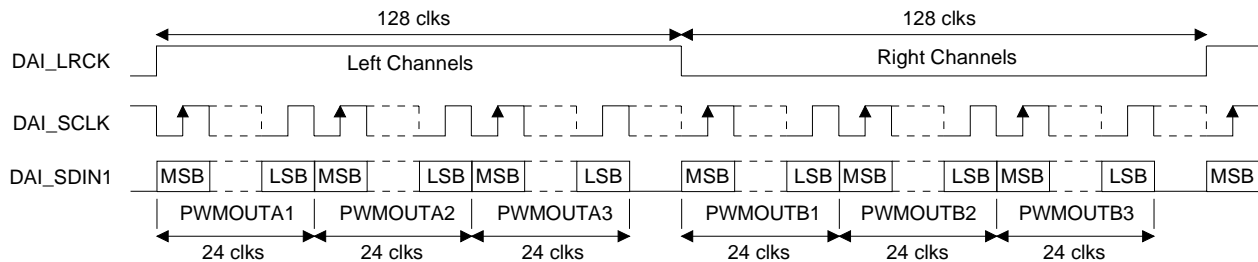 128 clks 128 clks
DAI_LRCK Left Channels Right Channels
DAI_SCLK
DAI_SDIN1 MSB LSB MSB LSB MSB LSB MSB LSB MSB LSB MSB LSB MSB
PWMOUTA1 PWMOUTA2 PWMOUTA3 PWMOUTB1 PWMOUTB2 PWMOUTB3
24 clks 24 clks 24 clks 24 clks 24 clks 24 clks